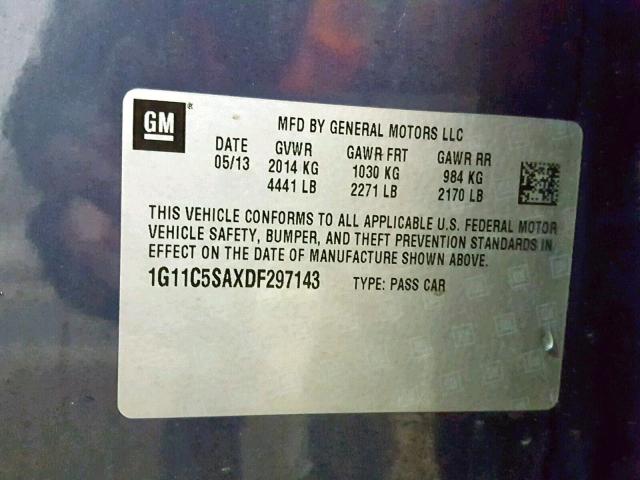 GM ®
MFD BY GENERAL MOTORS LLC
DATE GVWR GAWR FRT GAWR RR
05/13 2014 KG 1030 KG 984 KG
4441 LB 2271 LB 2170 LB
THIS VEHICLE CONFORMS TO ALL APPLICABLE U.S. FEDERAL MOTOR
VEHICLE SAFETY, BUMPER, AND THEFT PREVENTION STANDARDS IN
EFFECT ON THE DATE OF MANUFACTURE SHOWN ABOVE.
1G11C5SAXDF297143 TYPE: PASS CAR